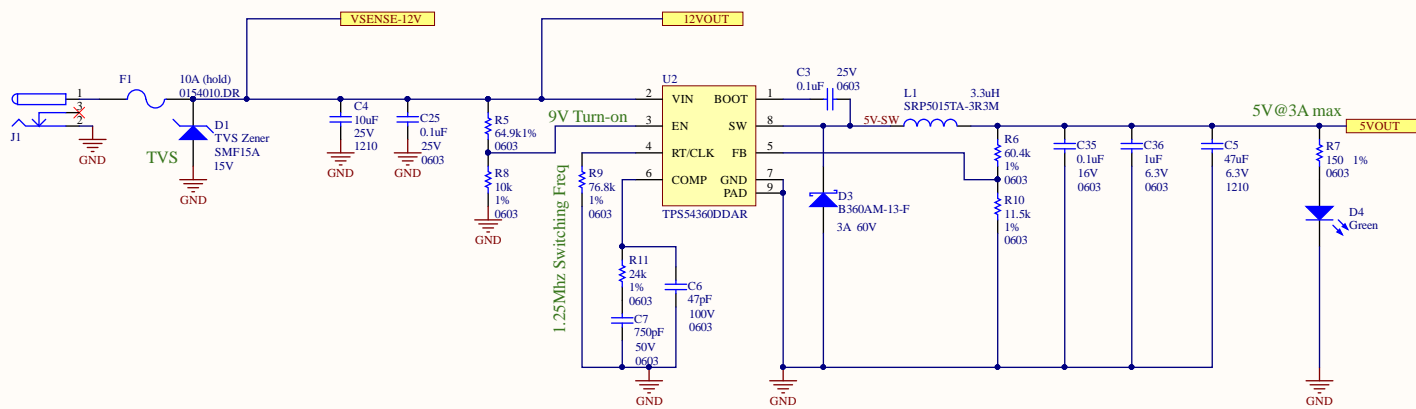 VSENSE-12V
12VOUT
F1
10A (hold)
0154010.DR
1
3
2
J1
GND
D1
TVS Zener
SMF15A
15V
TVS
GND
C4
10uF
25V
1210
GND
C25
0.1uF
25V
0603
GND
R5
64.9k1%
0603
R8
10k
1%
0603
GND
9V Turn-on
1.25Mhz Switching Freq
R9
76.8k
1%
0603
U2
2
VIN
BOOT
1
3
EN
SW
8
4
RT/CLK
FB
5
6
COMP
GND
7
PAD
9
TPS54360DDAR
R11
24k
1%
0603
C7
750pF
50V
0603
C6
47pF
100V
0603
GND
C3
0.1uF
25V
0603
5V-SW
L1
3.3uH
SRP5015TA-3R3M
D3
B360AM-13-F
3A 60V
GND
R6
60.4k
1%
0603
R10
11.5k
1%
0603
C35
0.1uF
16V
0603
C36
1uF
6.3V
0603
C5
47uF
6.3V
1210
5V@3A max
5VOUT
R7
150 1%
0603
D4
Green
GND